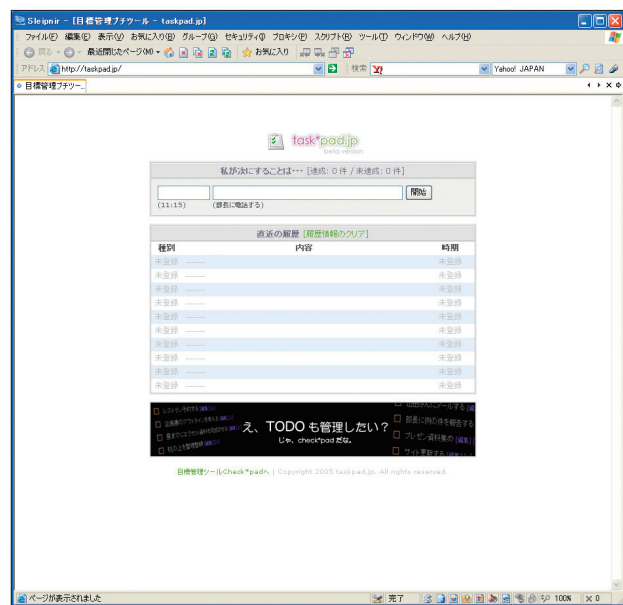 Sleipnir - [目標管理プチツール - taskpad.jp]
ファイル(F) 編集(E) 表示(V) お気に入り(B) グループ(G) セキュリティ(I) プロキシ(P) スクリプト(R) ツール(T) ウィンドウ(W) ヘルプ(H)
戻る 最近閉じたページ(M) お気に入り
アドレス http://taskpad.jp/ 検索 Yahoo! JAPAN
目標管理プチツー...
task*pad:jp
beta version
私が次にすることは… [達成: 0 件 / 未達成: 0 件]
開始
(11:15) (部長に電話する)
直近の履歴 [履歴情報のクリア]
種別 内容 時期
未登録 ------- 未登録
未登録 ------- 未登録
未登録 ------- 未登録
未登録 ------- 未登録
未登録 ------- 未登録
未登録 ------- 未登録
未登録 ------- 未登録
未登録 ------- 未登録
未登録 ------- 未登録
未登録 ------- 未登録
レストラン予約する
え、TODO も管理したい?
じゃ、check*pad だな。
部長に例の件を報告する
プレゼン資料集め [編集]
サイト更新する
目標管理ツールCheck*padへ | Copyright 2005 taskpad.jp. All rights reserved.
ページが表示されました 完了 100% 0